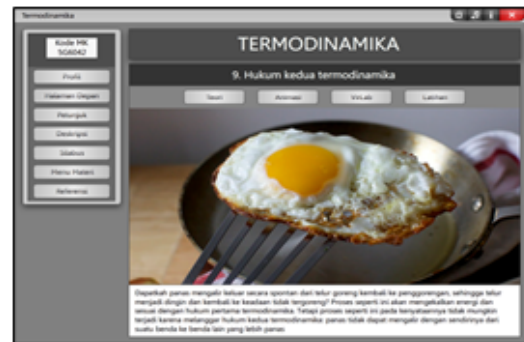 Termodinamika
Kode MK
SG6042
Profil
Halaman Depan
Petunjuk
Deskripsi
Silabus
Menu Materi
Referensi
TERMODINAMIKA
9. Hukum kedua termodinamika
Teori
Animasi
VirLab
Latihan
Dapatkah panas mengalir keluar secara spontan dari telur goreng kembali ke penggorengan, sehingga telur
menjadi dingin dan kembali ke keadaan tidak tergoreng? Proses seperti ini akan mengekalkan energi dan
sesuai dengan hukum pertama termodinamika. Tetapi proses seperti ini pada kenyataannya tidak mungkin
terjadi karena melanggar hukum kedua termodinamika: panas tidak dapat mengalir dengan sendirinya dari
suatu benda ke benda lain yang lebih panas